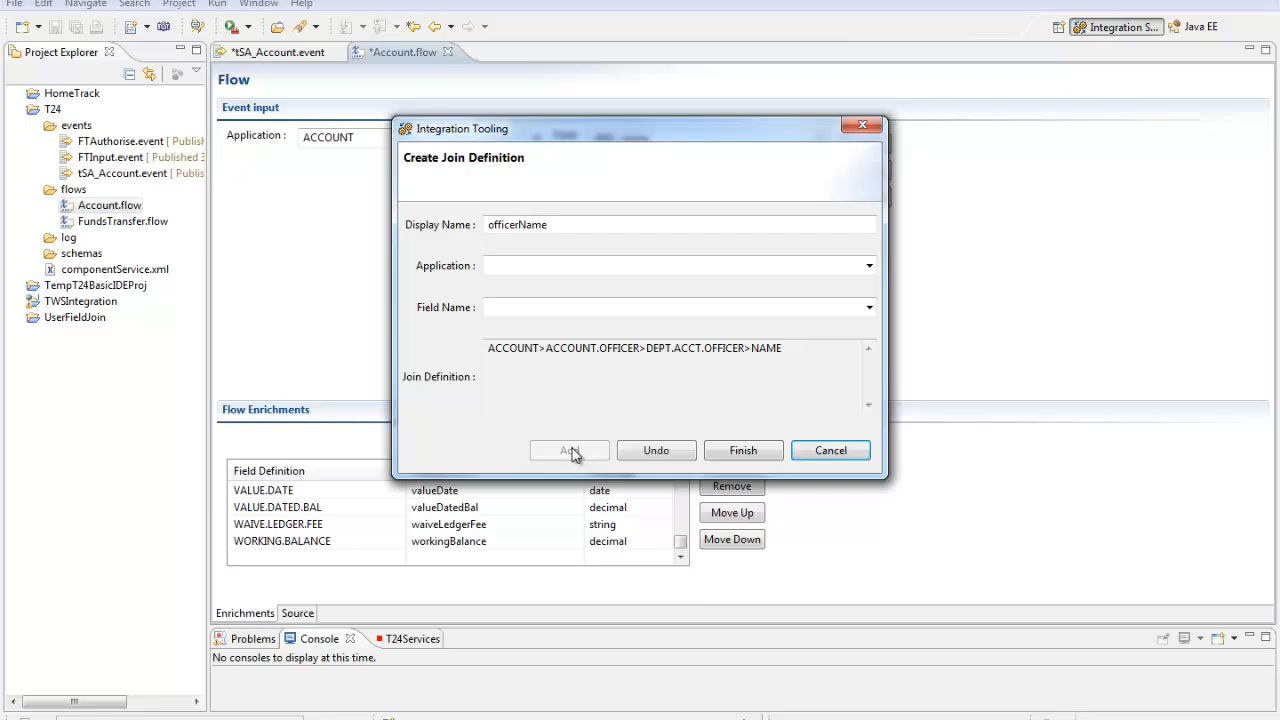 File Edit Navigate Search Project Run Window Help
Integration S... Java EE
Project Explorer
*tSA_Account.event *Account.flow
HomeTrack
T24
events
FTAuthorise.event [ Publish
FTInput.event [ Published 3
tSA_Account.event [ Publis
flows
Account.flow
FundsTransfer.flow
log
schemas
componentService.xml
TempT24BasicIDEProj
TWSIntegration
UserFieldJoin
Flow
Event input
Application : ACCOUNT
Integration Tooling
Create Join Definition
Display Name : officerName
Application :
Field Name :
ACCOUNT>ACCOUNT.OFFICER>DEPT.ACCT.OFFICER>NAME
Join Definition :
Undo Finish Cancel
Flow Enrichments
Field Definition
VALUE.DATE valueDate date
VALUE.DATED.BAL valueDatedBal decimal
WAIVE.LEDGER.FEE waiveLedgerFee string
WORKING.BALANCE workingBalance decimal
Remove
Move Up
Move Down
Enrichments Source
Problems Console T24Services
No consoles to display at this time.